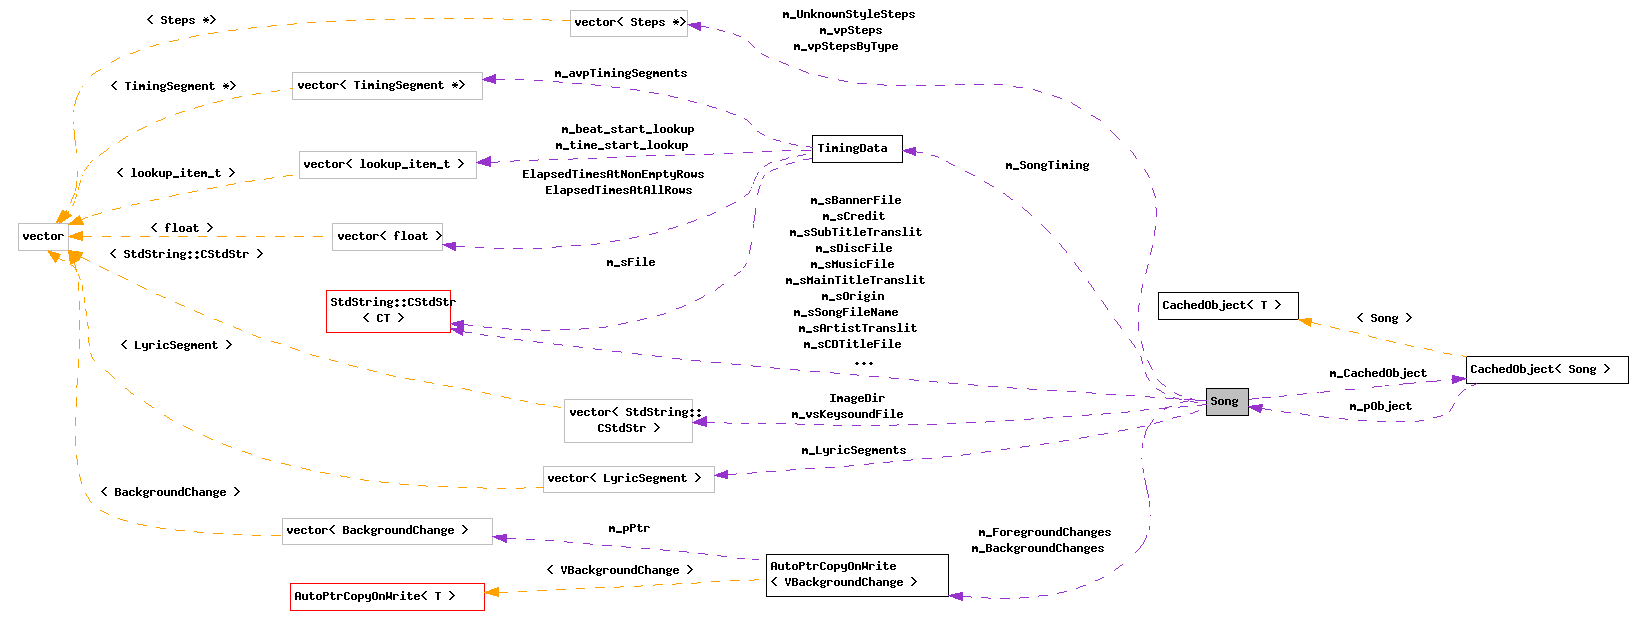 < Steps *>
vector< Steps *>
m_UnknownStyleSteps
m_vpSteps
m_vpStepsByType
< TimingSegment *>
vector< TimingSegment *>
m_avpTimingSegments
m_beat_start_lookup
m_time_start_lookup
TimingData
< lookup_item_t >
vector< lookup_item_t >
ElapsedTimesAtNonEmptyRows
ElapsedTimesAtAllRows
m_SongTiming
vector
< float >
vector< float >
< StdString::CStdStr >
m_sFile
m_sBannerFile
m_sCredit
m_sSubTitleTranslit
m_sDiscFile
m_sMusicFile
m_sMainTitleTranslit
m_sOrigin
m_sSongFileName
m_sArtistTranslit
m_sCDTitleFile
...
StdString::CStdStr
< CT >
CachedObject< T >
< Song >
CachedObject< Song >
< LyricSegment >
m_CachedObject
m_pObject
Song
vector< StdString::
CStdStr >
ImageDir
m_vsKeysoundFile
m_LyricSegments
vector< LyricSegment >
< BackgroundChange >
vector< BackgroundChange >
m_pPtr
m_ForegroundChanges
m_BackgroundChanges
< VBackgroundChange >
AutoPtrCopyOnWrite
< VBackgroundChange >
AutoPtrCopyOnWrite< T >